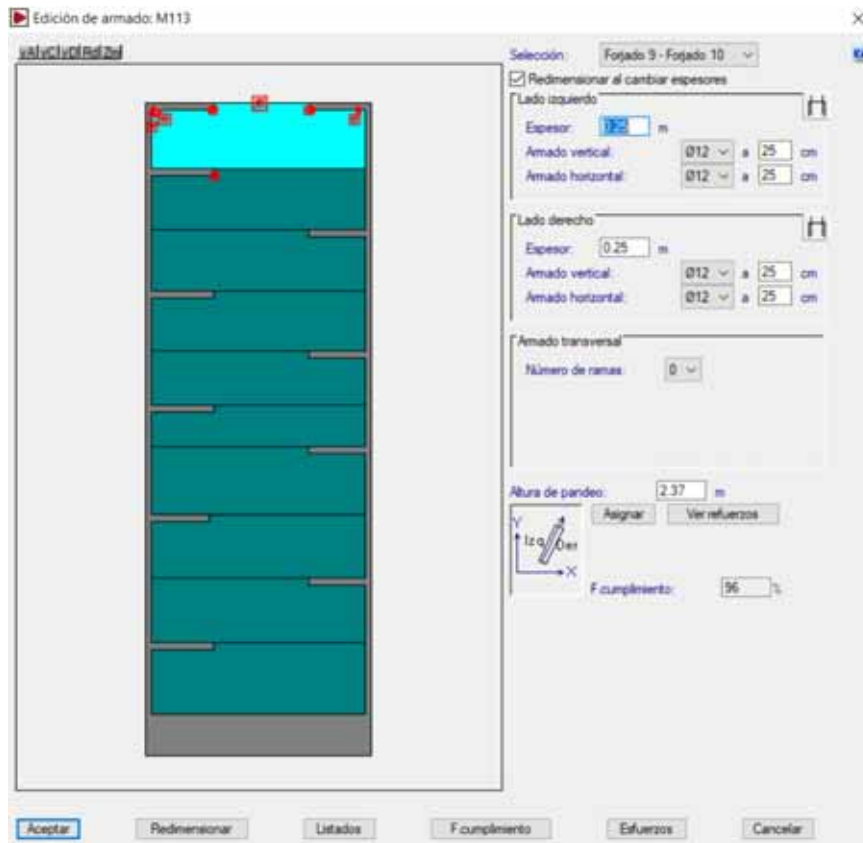 Edición de armado: M113
Selección: Forjado 9 - Forjado 10
Redimensionar al cambiar espesores
Lado izquierdo
Espesor: 0.25 m
Armado vertical: Ø12 a 25 cm
Armado horizontal: Ø12 a 25 cm
Lado derecho
Espesor: 0.25 m
Armado vertical: Ø12 a 25 cm
Armado horizontal: Ø12 a 25 cm
Armado transversal
Número de ramas: 0
Altura de pandeo: 2.37 m
Asignar Ver refuerzos
Y
Izq Der
X
F.cumplimiento: 96 %
Aceptar Redimensionar Listados F.cumplimiento Esfuerzos Cancelar